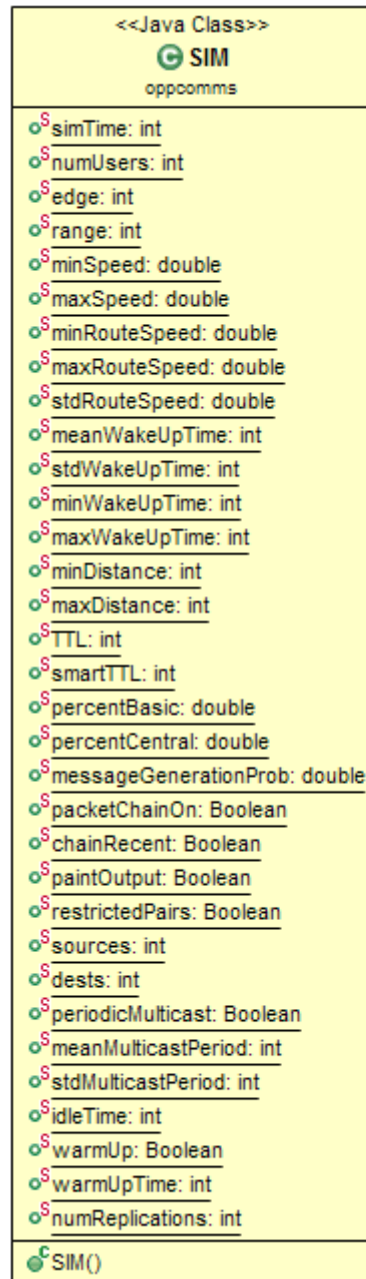 <<Java Class>>
C SIM
oppcomms
S simTime: int
S numUsers: int
S edge: int
S range: int
S minSpeed: double
S maxSpeed: double
S minRouteSpeed: double
S maxRouteSpeed: double
S stdRouteSpeed: double
S meanWakeUpTime: int
S stdWakeUpTime: int
S minWakeUpTime: int
S maxWakeUpTime: int
S minDistance: int
S maxDistance: int
S TTL: int
S smartTTL: int
S percentBasic: double
S percentCentral: double
S messageGenerationProb: double
S packetChainOn: Boolean
S chainRecent: Boolean
S paintOutput: Boolean
S restrictedPairs: Boolean
S sources: int
S dests: int
S periodicMulticast: Boolean
S meanMulticastPeriod: int
S stdMulticastPeriod: int
S idleTime: int
S warmUp: Boolean
S warmUpTime: int
S numReplications: int
C SIM()